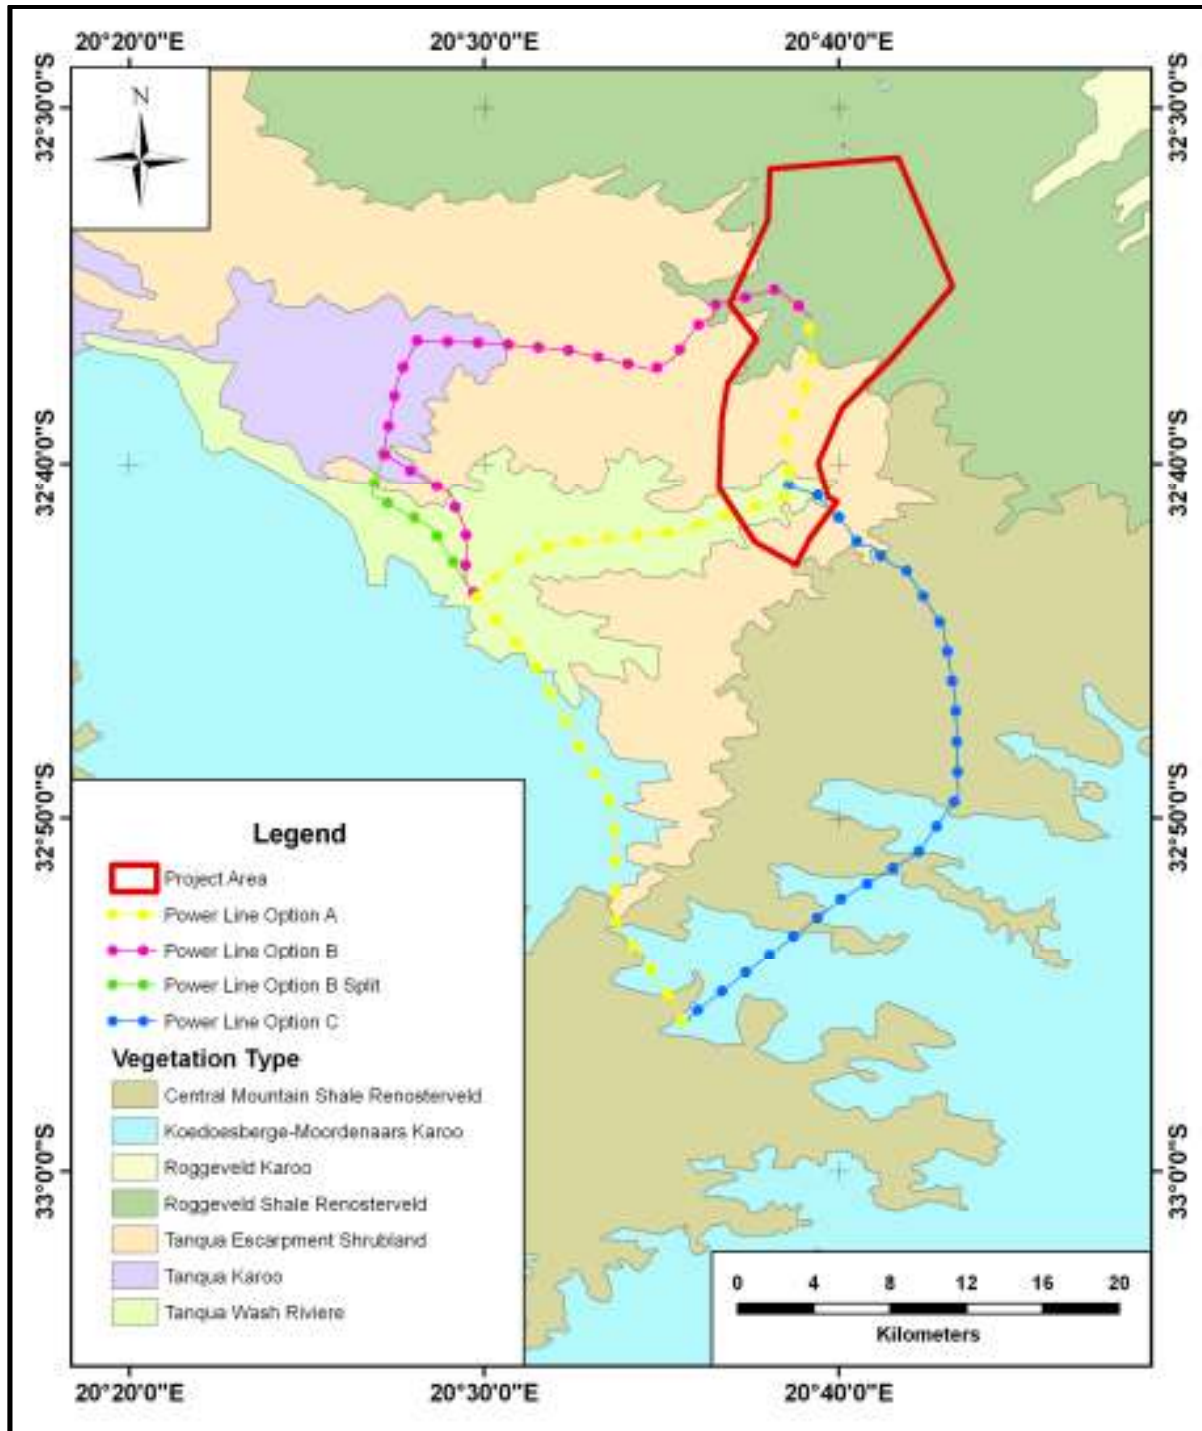 20°20'0"E 20°30'0"E 20°40'0"E
N
32°30'0"S 32°30'0"S
32°40'0"S 32°40'0"S
32°50'0"S 32°50'0"S
Legend
Project Area
Power Line Option A
Power Line Option B
Power Line Option B Split
Power Line Option C
Vegetation Type
Central Mountain Shale Renosterveld
Koedoesberge-Moordenaars Karoo
Roggeveld Karoo
Roggeveld Shale Renosterveld
Tanqua Escarpment Shrubland
Tanqua Karoo
Tanqua Wash Riviere
33°0'0"S 33°0'0"S
0 4 8 12 16 20
Kilometers
20°20'0"E 20°30'0"E 20°40'0"E